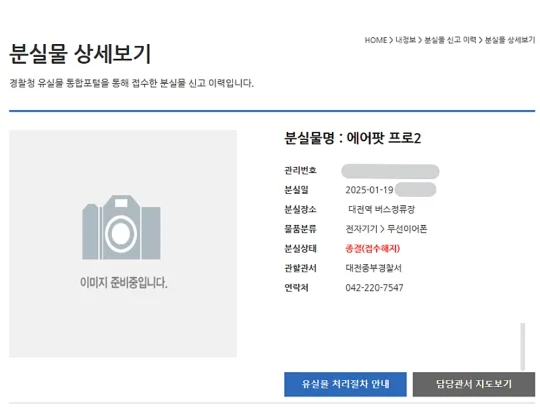 HOME > 내정보 > 분실물 신고 이력 > 분실물 상세보기
분실물 상세보기
경찰청 유실물 통합포털을 통해 접수한 분실물 신고 이력입니다.
이미지 준비중입니다.
분실물명 : 에어팟 프로2
관리번호
분실일 2025-01-19
분실장소 대전역 버스정류장
물품분류 전자기기 > 무선이어폰
분실상태 종결(접수해지)
관할관서 대전중부경찰서
연락처 042-220-7547
유실물 처리절차 안내
담당관서 지도보기